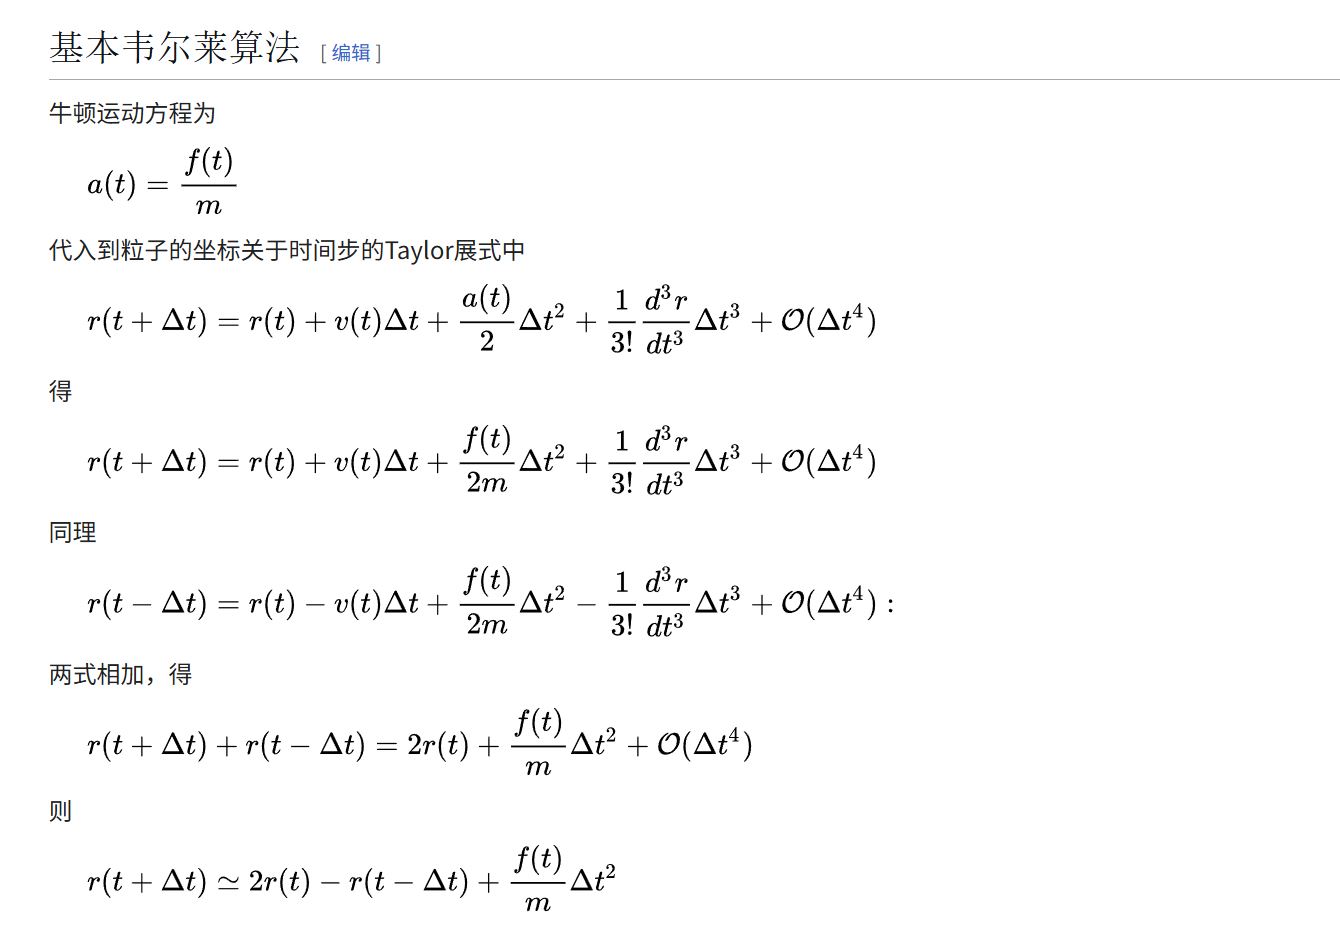 基本韦尔莱算法 [ 编辑 ]
牛顿运动方程为
a(t) = \frac{f(t)}{m}
代入到粒子的坐标关于时间步的Taylor展式中
r(t + \Delta t) = r(t) + v(t)\Delta t + \frac{a(t)}{2}\Delta t^2 + \frac{1}{3!}\frac{d^3 r}{dt^3}\Delta t^3 + \mathcal{O}(\Delta t^4)
得
r(t + \Delta t) = r(t) + v(t)\Delta t + \frac{f(t)}{2m}\Delta t^2 + \frac{1}{3!}\frac{d^3 r}{dt^3}\Delta t^3 + \mathcal{O}(\Delta t^4)
同理
r(t - \Delta t) = r(t) - v(t)\Delta t + \frac{f(t)}{2m}\Delta t^2 - \frac{1}{3!}\frac{d^3 r}{dt^3}\Delta t^3 + \mathcal{O}(\Delta t^4) :
两式相加，得
r(t + \Delta t) + r(t - \Delta t) = 2r(t) + \frac{f(t)}{m}\Delta t^2 + \mathcal{O}(\Delta t^4)
则
r(t + \Delta t) \simeq 2r(t) - r(t - \Delta t) + \frac{f(t)}{m}\Delta t^2